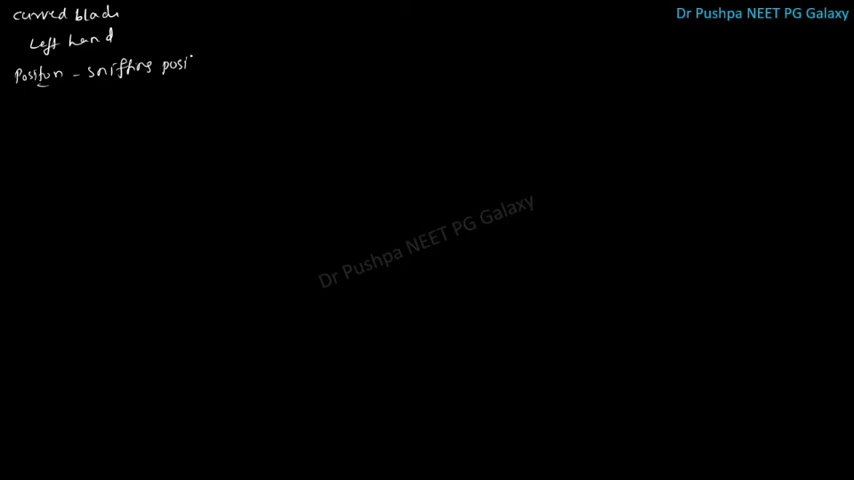 curved blade
Left hand
Position - sniffing posi
Dr Pushpa NEET PG Galaxy
Dr Pushpa NEET PG Galaxy